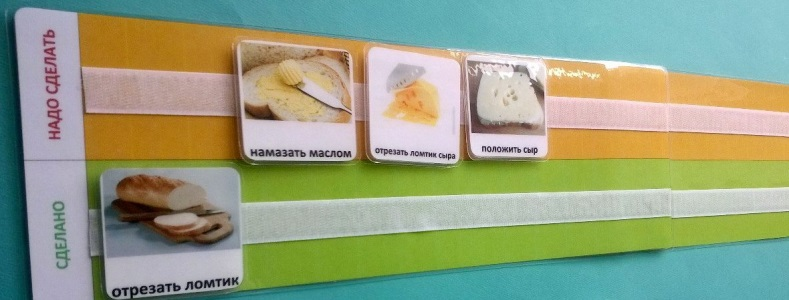 НАДО СДЕЛАТЬ
намазать маслом
отрезать ломтик сыра
положить сыр
СДЕЛАНО
отрезать ломтик